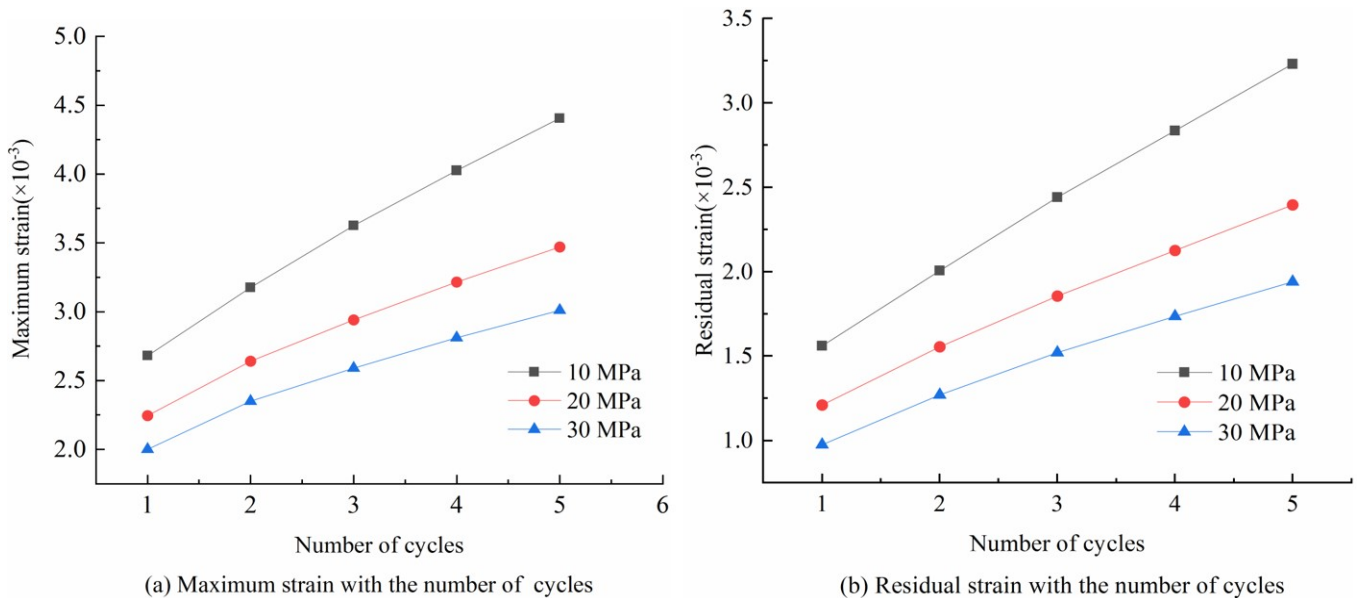 5.0
4.5
4.0
3.5
3.0
2.5
2.0
Maximum strain(×10⁻³)
10 MPa
20 MPa
30 MPa
1 2 3 4 5 6
Number of cycles
(a) Maximum strain with the number of cycles
3.5
3.0
2.5
2.0
1.5
1.0
Residual strain(×10⁻³)
10 MPa
20 MPa
30 MPa
1 2 3 4 5
Number of cycles
(b) Residual strain with the number of cycles